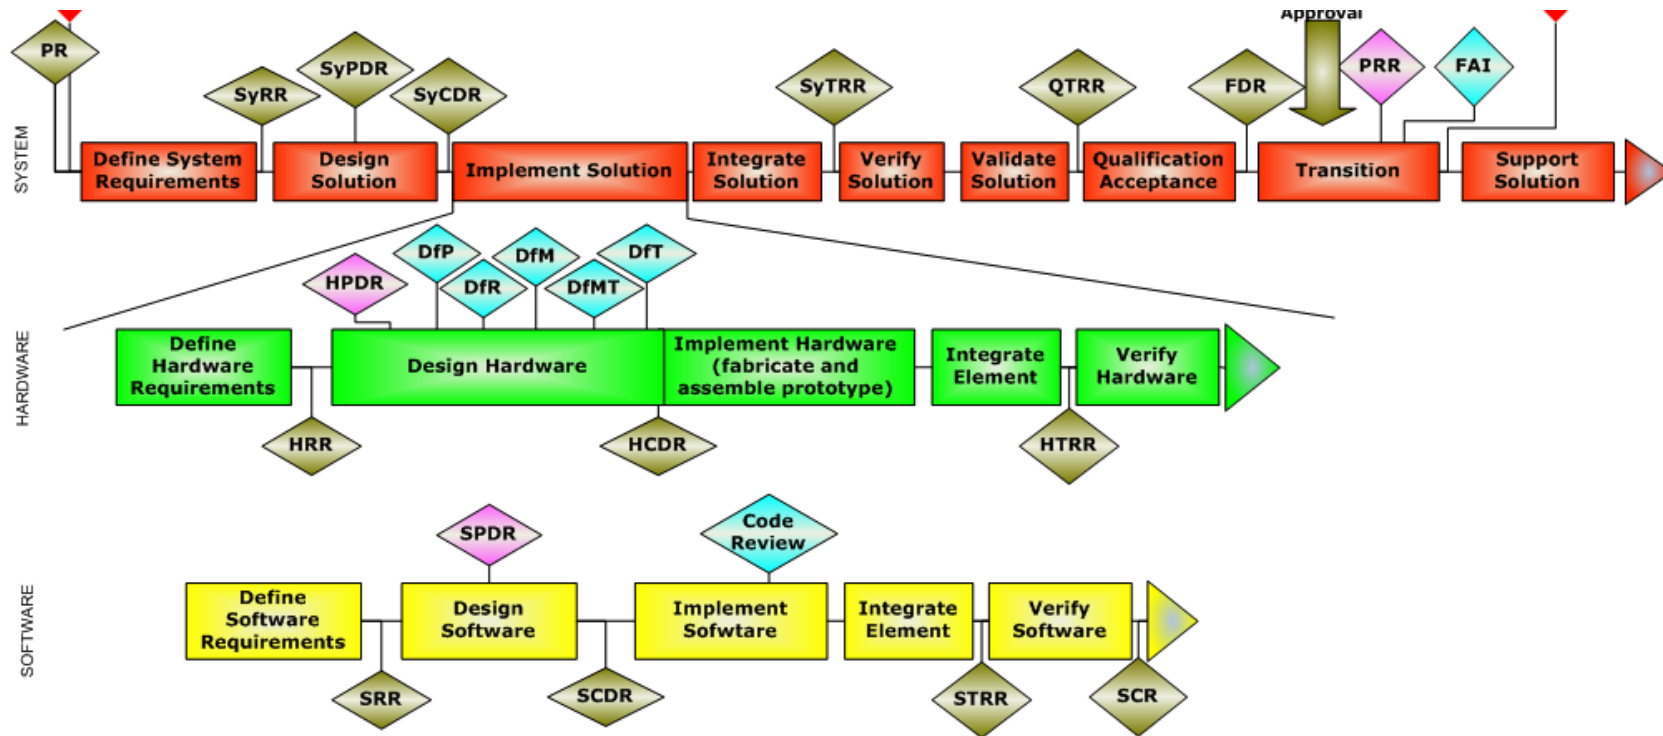 Approval
PR
SyRR
SyPDR
SyCDR
SyTRR
QTRR
FDR
PRR
FAI
SYSTEM
Define System
Requirements
Design
Solution
Implement Solution
Integrate
Solution
Verify
Solution
Validate
Solution
Qualification
Acceptance
Transition
Support
Solution
HPDR
DfP
DfR
DfM
DfMT
DfT
HARDWARE
Define
Hardware
Requirements
Design Hardware
Implement Hardware
(fabricate and
assemble prototype)
Integrate
Element
Verify
Hardware
HRR
HCDR
HTRR
SPDR
Code
Review
SOFTWARE
Define
Software
Requirements
Design
Software
Implement
Sofwtare
Integrate
Element
Verify
Software
SRR
SCDR
STRR
SCR